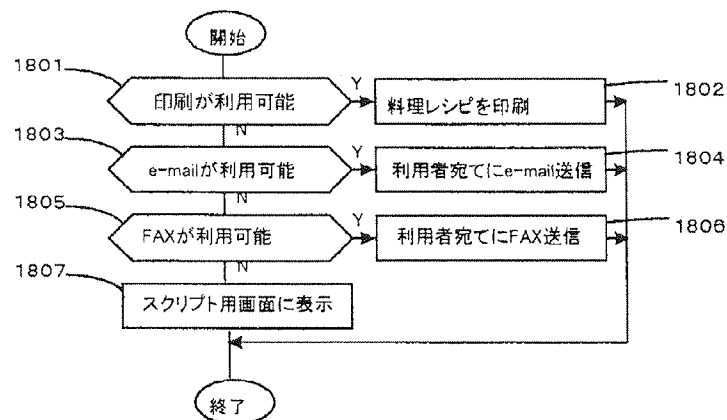 開始
1801
印刷が利用可能
Y
料理レシピを印刷
1802
N
1803
e-mailが利用可能
Y
利用者宛てにe-mail送信
1804
N
1805
FAXが利用可能
Y
利用者宛てにFAX送信
1806
N
1807
スクリプト用画面に表示
終了